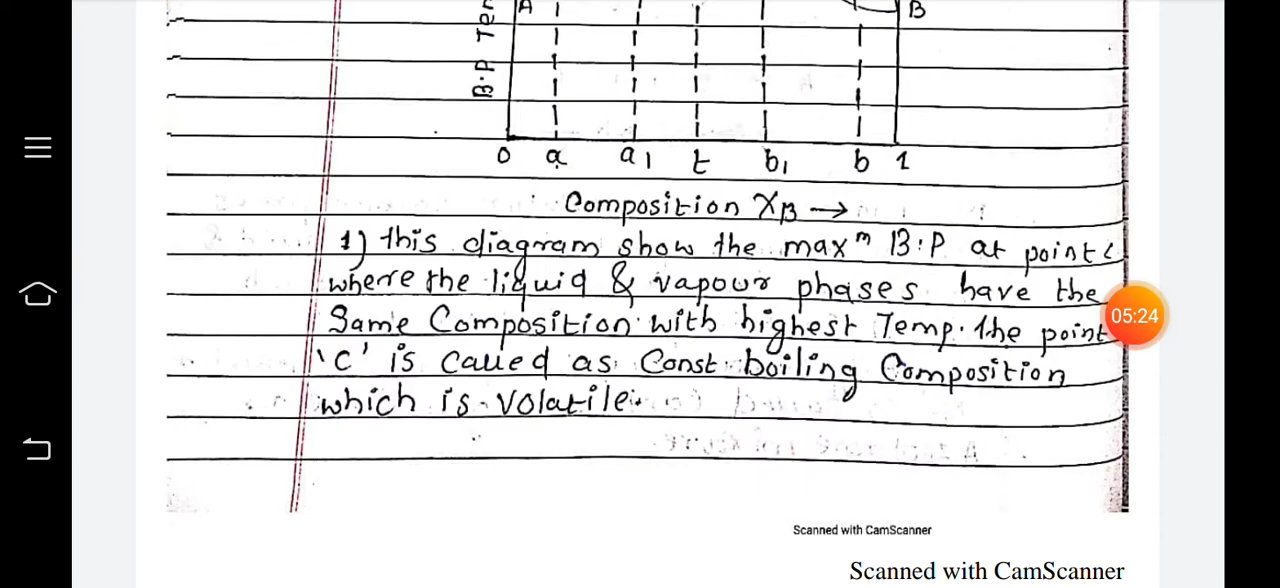 B.P Ter
A
B
0 a a1 t b1 b 1
Composition XB →
1) this diagram show the maxm B.P at point C
where the liquid & vapour phases have the
Same Composition with highest Temp. the point
'C' is called as Const boiling Composition
which is volatile.
05:24
Scanned with CamScanner
Scanned with CamScanner